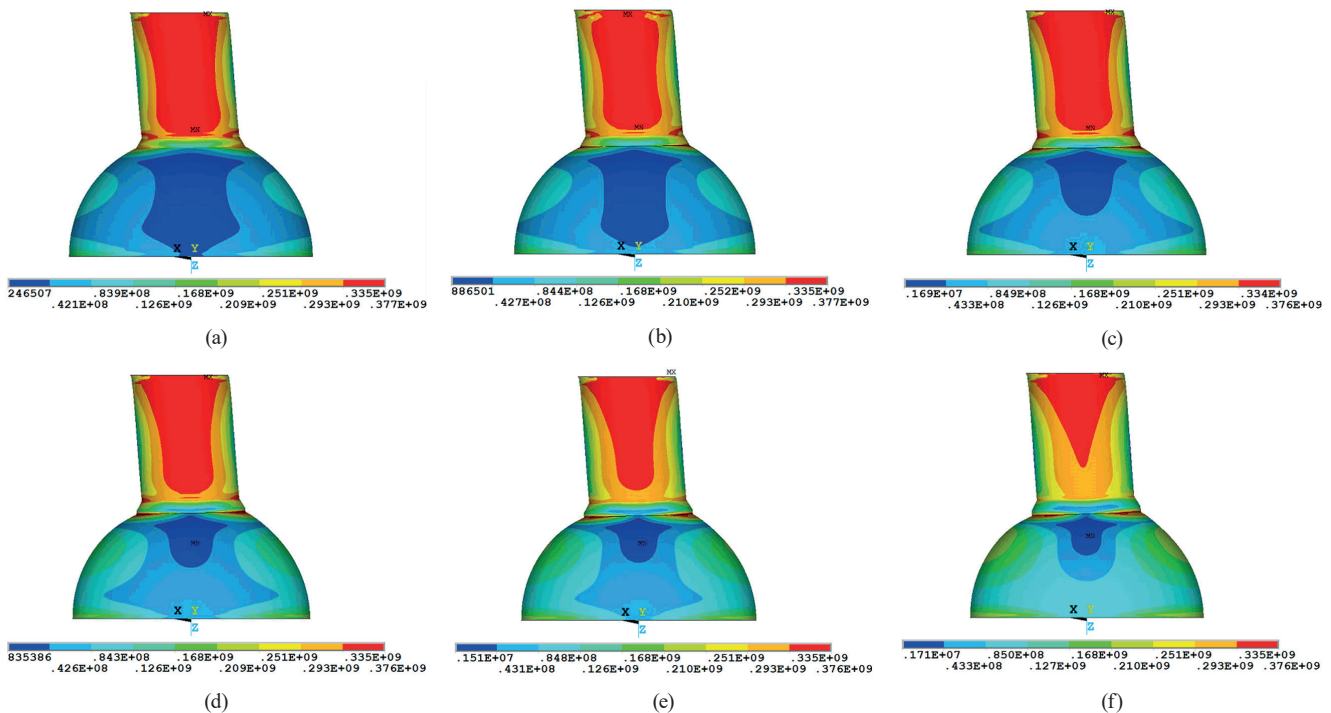 MX
MN
X Y
Z
246507 .839E+08 .168E+09 .251E+09 .335E+09
.421E+08 .126E+09 .209E+09 .293E+09 .377E+09
(a)
MX
MN
X Y
Z
886501 .844E+08 .168E+09 .252E+09 .335E+09
.427E+08 .126E+09 .210E+09 .293E+09 .377E+09
(b)
MX
MN
X Y
Z
.169E+07 .849E+08 .168E+09 .251E+09 .334E+09
.433E+08 .126E+09 .210E+09 .293E+09 .376E+09
(c)
MX
MN
X Y
Z
835386 .843E+08 .168E+09 .251E+09 .335E+09
.426E+08 .126E+09 .209E+09 .293E+09 .376E+09
(d)
MX
MN
X Y
Z
.151E+07 .848E+08 .168E+09 .251E+09 .335E+09
.431E+08 .126E+09 .210E+09 .293E+09 .376E+09
(e)
MX
MN
X Y
Z
.171E+07 .850E+08 .168E+09 .251E+09 .335E+09
.433E+08 .127E+09 .210E+09 .293E+09 .376E+09
(f)